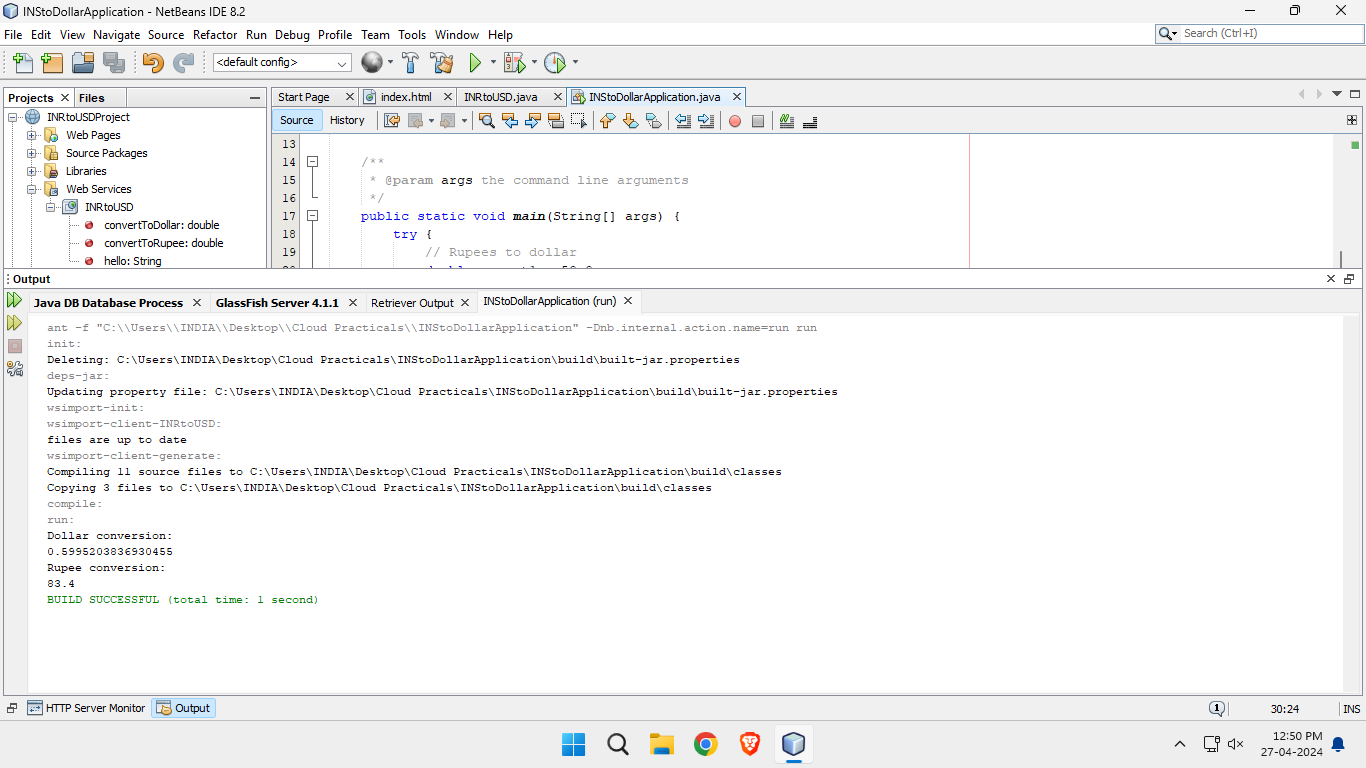 INStoDollarApplication - NetBeans IDE 8.2
File Edit View Navigate Source Refactor Run Debug Profile Team Tools Window Help
Search (Ctrl+I)
<default config>
Projects Files
INRtoUSDProject
Web Pages
Source Packages
Libraries
Web Services
INRtoUSD
convertToDollar: double
convertToRupee: double
hello: String
Start Page index.html INRtoUSD.java INStoDollarApplication.java
Source History
13
14 /**
15 * @param args the command line arguments
16 */
17 public static void main(String[] args) {
18 try {
19 // Rupees to dollar
Output
Java DB Database Process GlassFish Server 4.1.1 Retriever Output INStoDollarApplication (run)
ant -f "C:\\Users\\INDIA\\Desktop\\Cloud Practicals\\INStoDollarApplication" -Dnb.internal.action.name=run run
init:
Deleting: C:\Users\INDIA\Desktop\Cloud Practicals\INStoDollarApplication\build\built-jar.properties
deps-jar:
Updating property file: C:\Users\INDIA\Desktop\Cloud Practicals\INStoDollarApplication\build\built-jar.properties
wsimport-init:
wsimport-client-INRtoUSD:
files are up to date
wsimport-client-generate:
Compiling 11 source files to C:\Users\INDIA\Desktop\Cloud Practicals\INStoDollarApplication\build\classes
Copying 3 files to C:\Users\INDIA\Desktop\Cloud Practicals\INStoDollarApplication\build\classes
compile:
run:
Dollar conversion:
0.5995203836930455
Rupee conversion:
83.4
BUILD SUCCESSFUL (total time: 1 second)
HTTP Server Monitor Output
1 30:24 INS
12:50 PM
27-04-2024